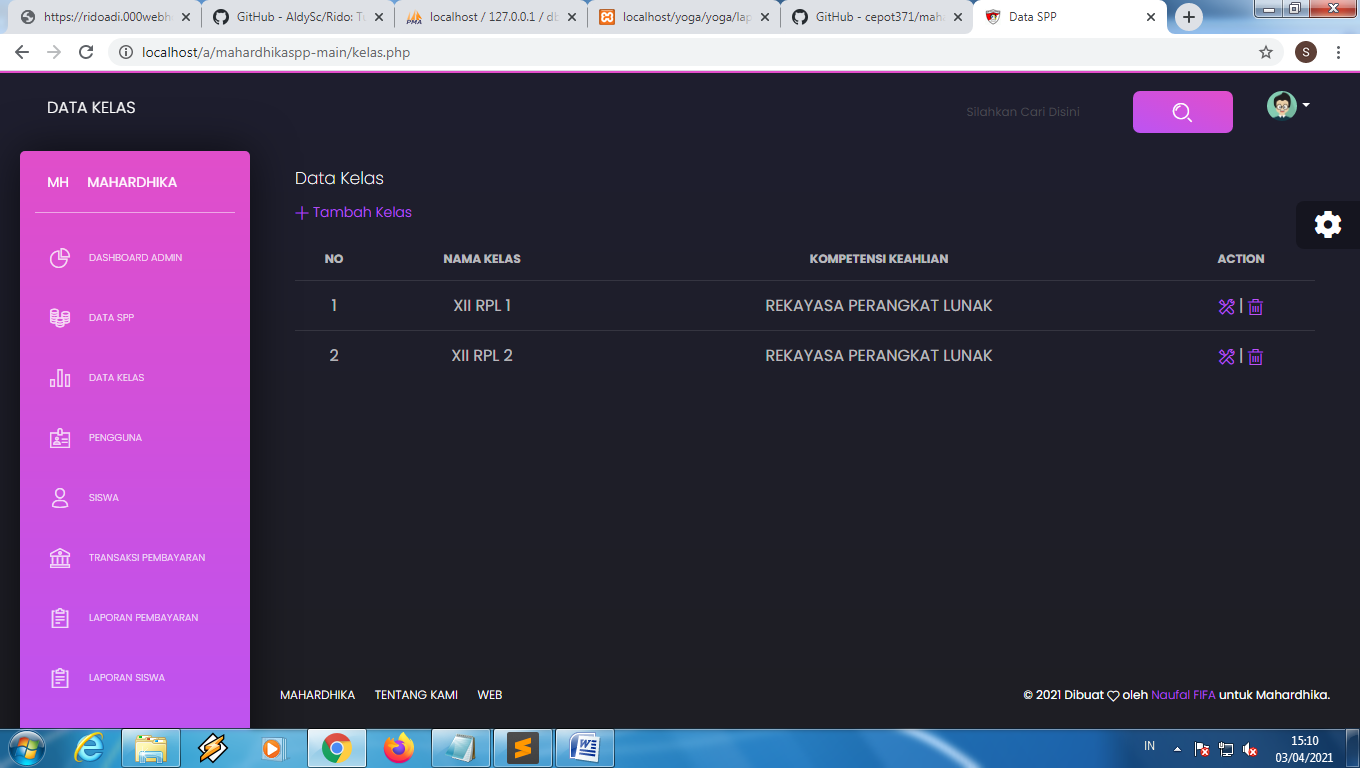 https://ridoadi.000webh
GitHub - AldySc/Rido: Tu
localhost / 127.0.0.1 / db
localhost/yoga/yoga/lap
GitHub - cepot371/mah
Data SPP
localhost/a/mahardhikaspp-main/kelas.php
S
DATA KELAS
Silahkan Cari Disini
MH MAHARDHIKA
DASHBOARD ADMIN
DATA SPP
DATA KELAS
PENGGUNA
SISWA
TRANSAKSI PEMBAYARAN
LAPORAN PEMBAYARAN
LAPORAN SISWA
Data Kelas
+ Tambah Kelas
NO NAMA KELAS KOMPETENSI KEAHLIAN ACTION
1 XII RPL 1 REKAYASA PERANGKAT LUNAK |
2 XII RPL 2 REKAYASA PERANGKAT LUNAK |
MAHARDHIKA TENTANG KAMI WEB
© 2021 Dibuat ♡ oleh Naufal FIFA untuk Mahardhika.
IN
15:10
03/04/2021